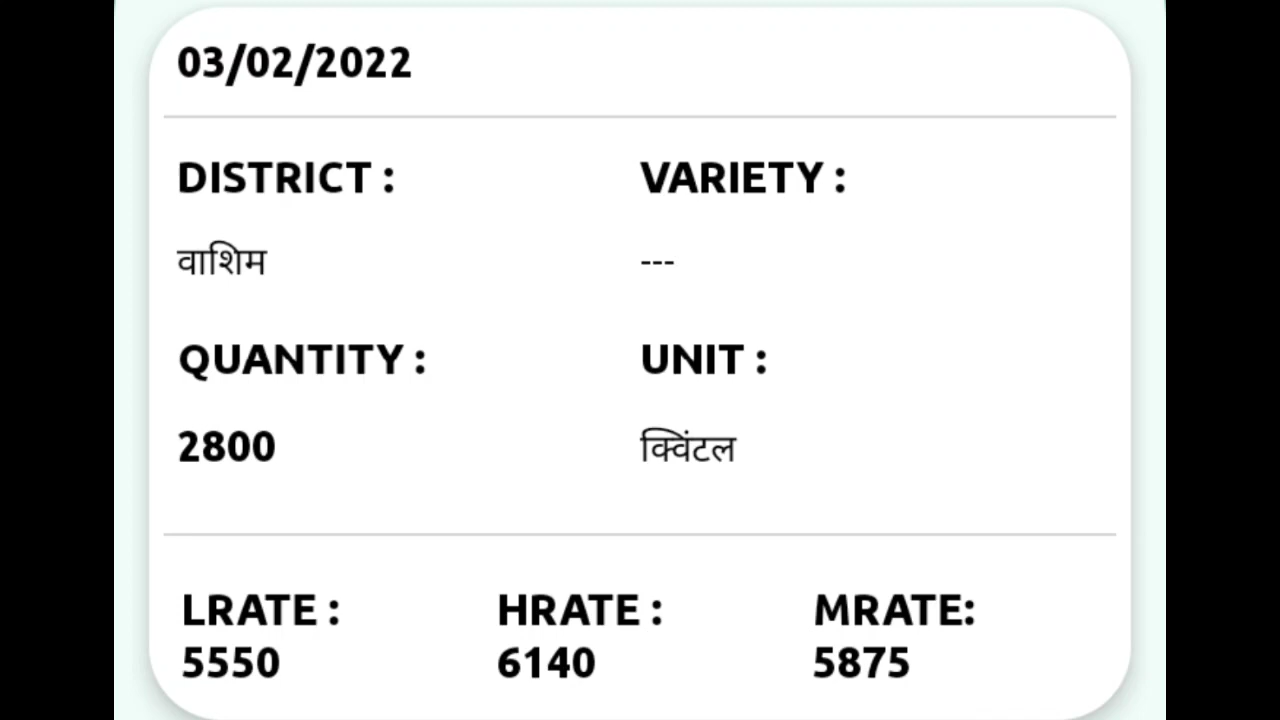 03/02/2022
DISTRICT : VARIETY :
वाशिम ---
QUANTITY : UNIT :
2800 क्विंटल
LRATE : HRATE : MRATE:
5550 6140 5875